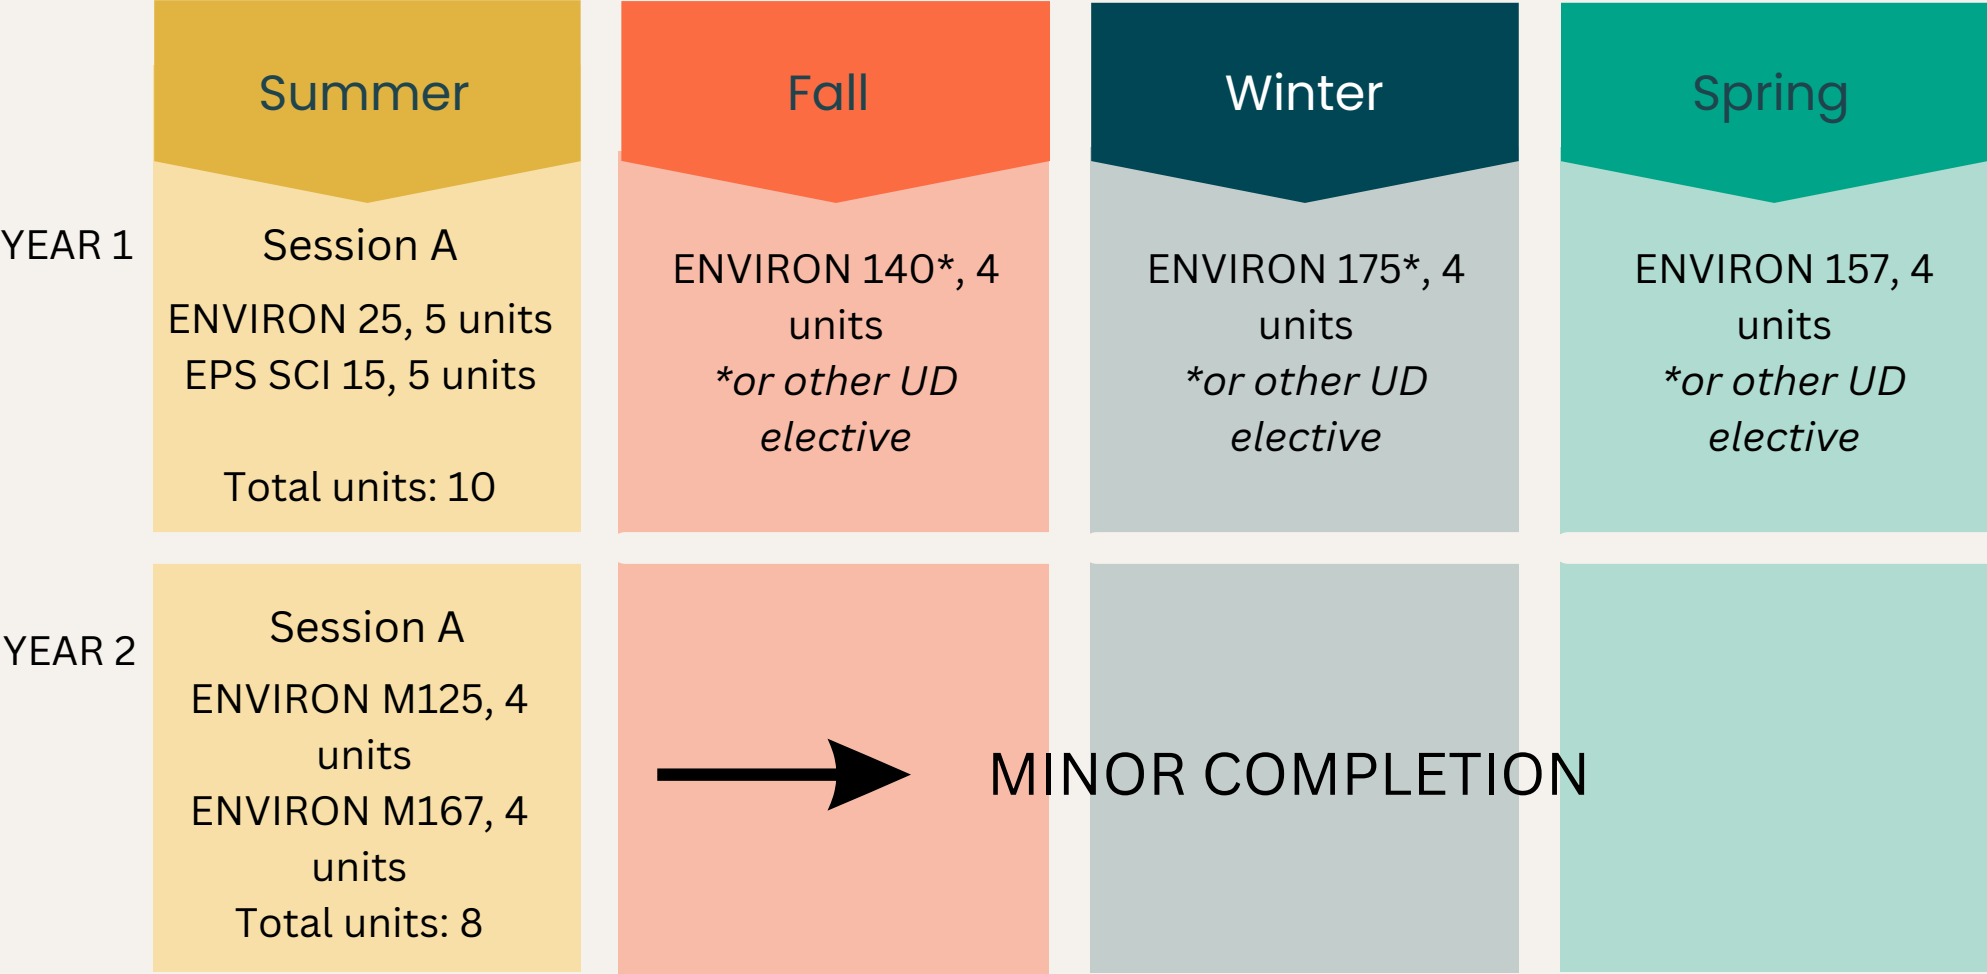 Summer
Fall
Winter
Spring
YEAR 1
Session A
ENVIRON 25, 5 units
EPS SCI 15, 5 units
Total units: 10
ENVIRON 140*, 4
units
*or other UD
elective
ENVIRON 175*, 4
units
*or other UD
elective
ENVIRON 157, 4
units
*or other UD
elective
YEAR 2
Session A
ENVIRON M125, 4
units
ENVIRON M167, 4
units
Total units: 8
MINOR COMPLETION